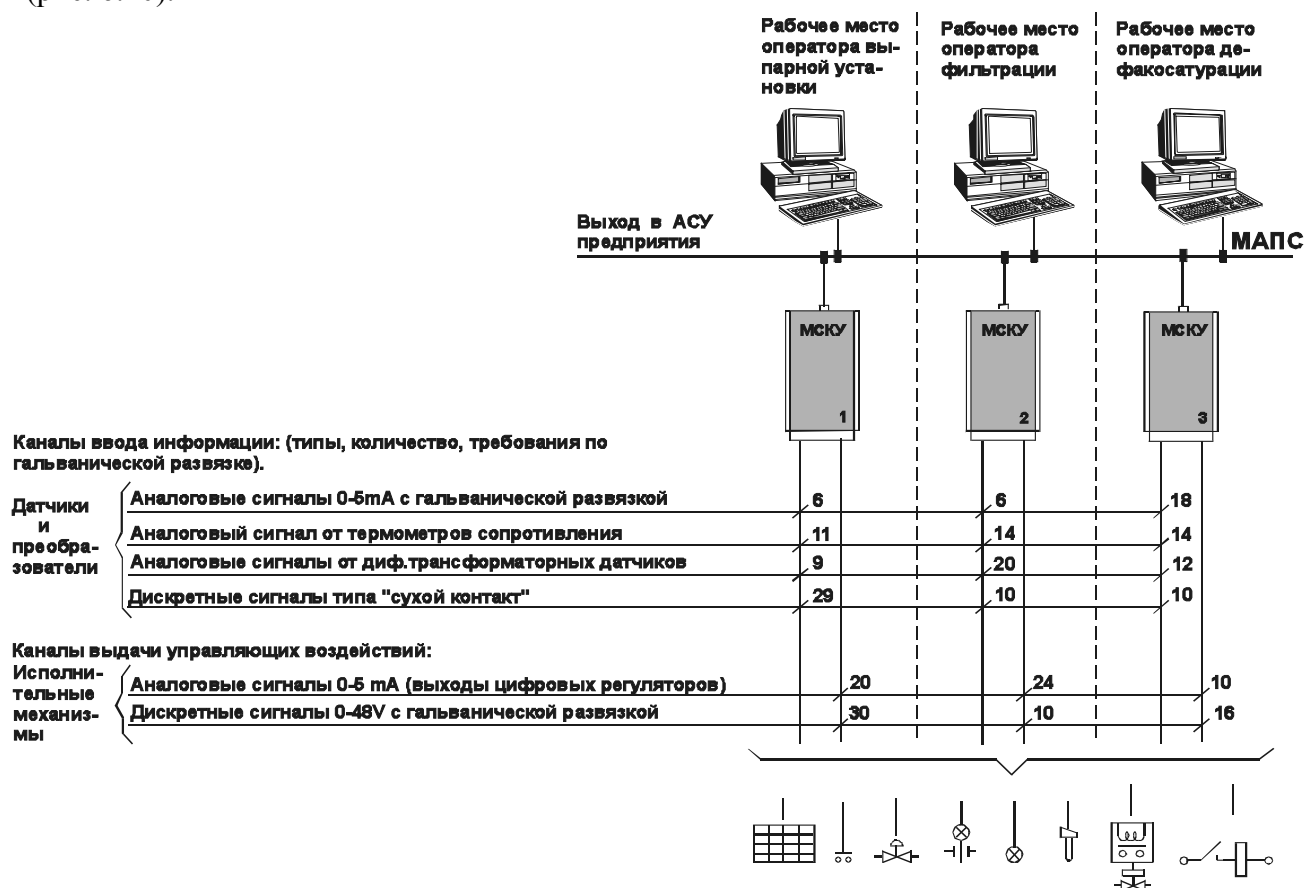 Рабочее место
оператора вы-
парной уста-
новки
Рабочее место
оператора
фильтрации
Рабочее место
оператора де-
факосатурации
Выход в АСУ
предприятия
МАПС
МСКУ
1
МСКУ
2
МСКУ
3
Каналы ввода информации: (типы, количество, требования по
гальванической развязке).
Датчики
и
преобра-
зователи
Аналоговые сигналы 0-5mA с гальванической развязкой
6
6
18
Аналоговый сигнал от термометров сопротивления
11
14
14
Аналоговые сигналы от диф.трансформаторных датчиков
9
20
12
Дискретные сигналы типа "сухой контакт"
29
10
10
Каналы выдачи управляющих воздействий:
Исполни-
тельные
механиз-
мы
Аналоговые сигналы 0-5 mA (выходы цифровых регуляторов)
20
24
10
Дискретные сигналы 0-48V с гальванической развязкой
30
10
16